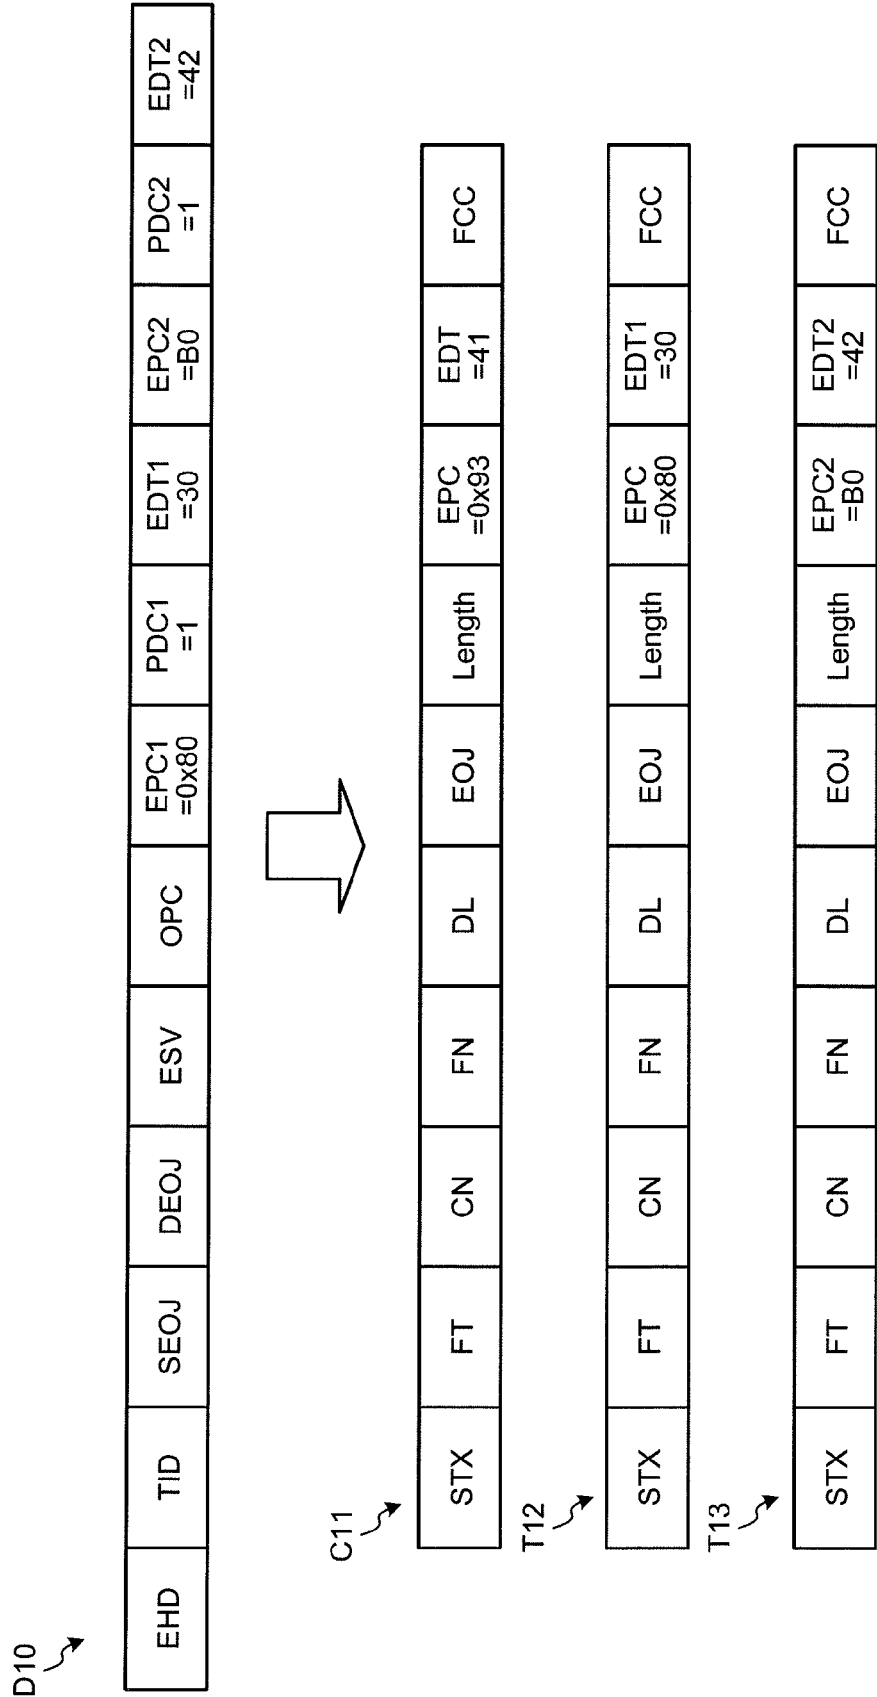 D10
EHD
TID
SEOJ
DEOJ
ESV
OPC
EPC1
=0x80
PDC1
=1
EDT1
=30
EPC2
=B0
PDC2
=1
EDT2
=42
C11
STX
FT
CN
FN
DL
EOJ
Length
EPC
=0x93
EDT
=41
FCC
T12
STX
FT
CN
FN
DL
EOJ
Length
EPC
=0x80
EDT1
=30
FCC
T13
STX
FT
CN
FN
DL
EOJ
Length
EPC2
=B0
EDT2
=42
FCC